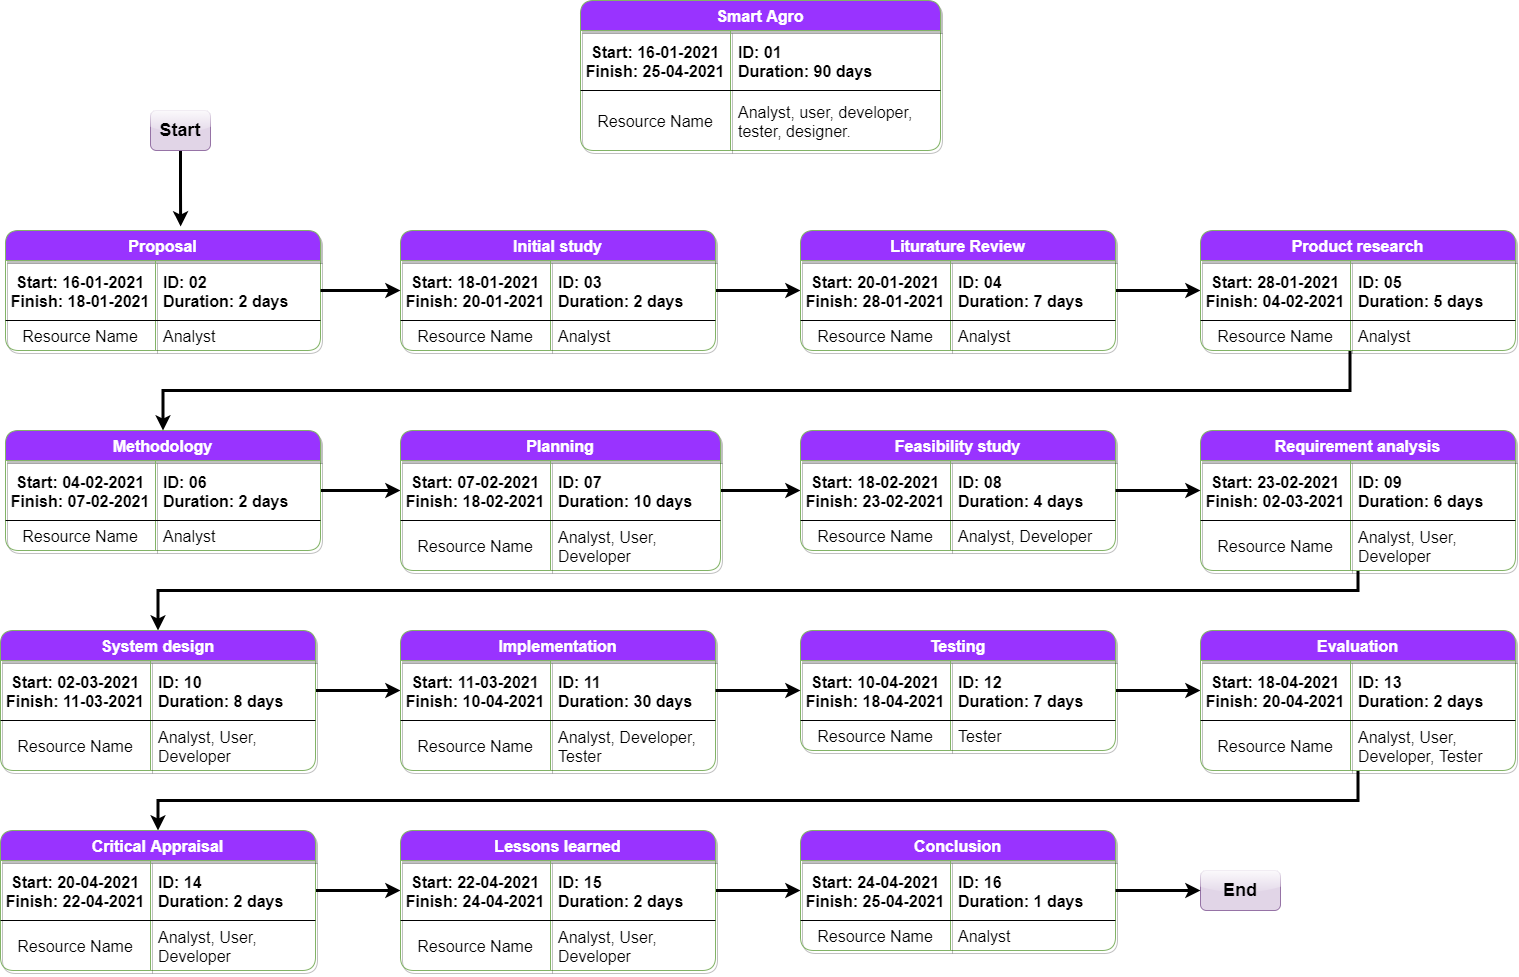 Smart Agro
Start: 16-01-2021
Finish: 25-04-2021
ID: 01
Duration: 90 days
Resource Name
Analyst, user, developer,
tester, designer.
Start
Proposal
Start: 16-01-2021
Finish: 18-01-2021
ID: 02
Duration: 2 days
Resource Name
Analyst
Initial study
Start: 18-01-2021
Finish: 20-01-2021
ID: 03
Duration: 2 days
Resource Name
Analyst
Liturature Review
Start: 20-01-2021
Finish: 28-01-2021
ID: 04
Duration: 7 days
Resource Name
Analyst
Product research
Start: 28-01-2021
Finish: 04-02-2021
ID: 05
Duration: 5 days
Resource Name
Analyst
Methodology
Start: 04-02-2021
Finish: 07-02-2021
ID: 06
Duration: 2 days
Resource Name
Analyst
Planning
Start: 07-02-2021
Finish: 18-02-2021
ID: 07
Duration: 10 days
Resource Name
Analyst, User,
Developer
Feasibility study
Start: 18-02-2021
Finish: 23-02-2021
ID: 08
Duration: 4 days
Resource Name
Analyst, Developer
Requirement analysis
Start: 23-02-2021
Finish: 02-03-2021
ID: 09
Duration: 6 days
Resource Name
Analyst, User,
Developer
System design
Start: 02-03-2021
Finish: 11-03-2021
ID: 10
Duration: 8 days
Resource Name
Analyst, User,
Developer
Implementation
Start: 11-03-2021
Finish: 10-04-2021
ID: 11
Duration: 30 days
Resource Name
Analyst, Developer,
Tester
Testing
Start: 10-04-2021
Finish: 18-04-2021
ID: 12
Duration: 7 days
Resource Name
Tester
Evaluation
Start: 18-04-2021
Finish: 20-04-2021
ID: 13
Duration: 2 days
Resource Name
Analyst, User,
Developer, Tester
Critical Appraisal
Start: 20-04-2021
Finish: 22-04-2021
ID: 14
Duration: 2 days
Resource Name
Analyst, User,
Developer
Lessons learned
Start: 22-04-2021
Finish: 24-04-2021
ID: 15
Duration: 2 days
Resource Name
Analyst, User,
Developer
Conclusion
Start: 24-04-2021
Finish: 25-04-2021
ID: 16
Duration: 1 days
Resource Name
Analyst
End